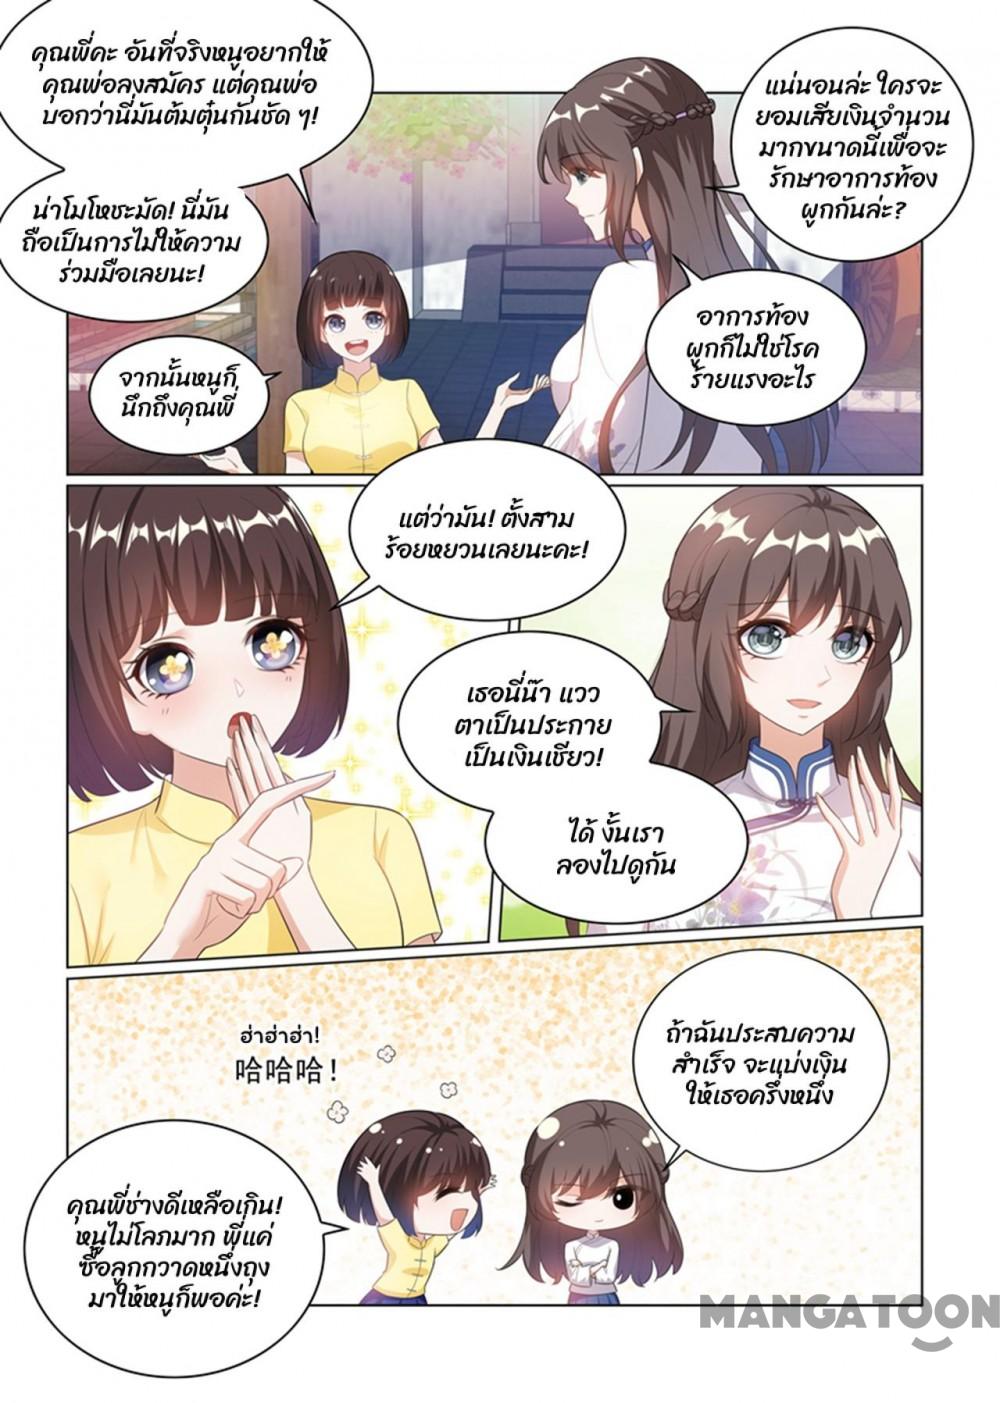 คุณพี่คะ อันที่จริงหนูอยากให้
คุณพ่อลงสมัคร แต่คุณพ่อ
บอกว่านี่มันต้มตุ๋นกันชัด ๆ!
น่าโมโหชะมัด! นี่มัน
ถือเป็นการไม่ให้ความ
ร่วมมือเลยนะ!
จากนั้นหนูก็
นึกถึงคุณพี่
แน่นอนล่ะ ใครจะ
ยอมเสียเงินจำนวน
มากขนาดนี้เพื่อจะ
รักษาอาการท้อง
ผูกกันล่ะ?
อาการท้อง
ผูกก็ไม่ใช่โรค
ร้ายแรงอะไร
แต่ว่ามัน! ตั้งสาม
ร้อยหยวนเลยนะคะ!
เธอนี่น๊า แวว
ตาเป็นประกาย
เป็นเงินเชียว!
ได้ งั้นเรา
ลองไปดูกัน
ฮ่าฮ่าฮ่า!
哈哈哈!
ถ้าฉันประสบความ
สำเร็จ จะแบ่งเงิน
ให้เธอครึ่งหนึ่ง
คุณพี่ช่างดีเหลือเกิน!
หนูไม่โลภมาก พี่แค่
ซื้อลูกกวาดหนึ่งถุง
มาให้หนูก็พอค่ะ!
MANGATOON